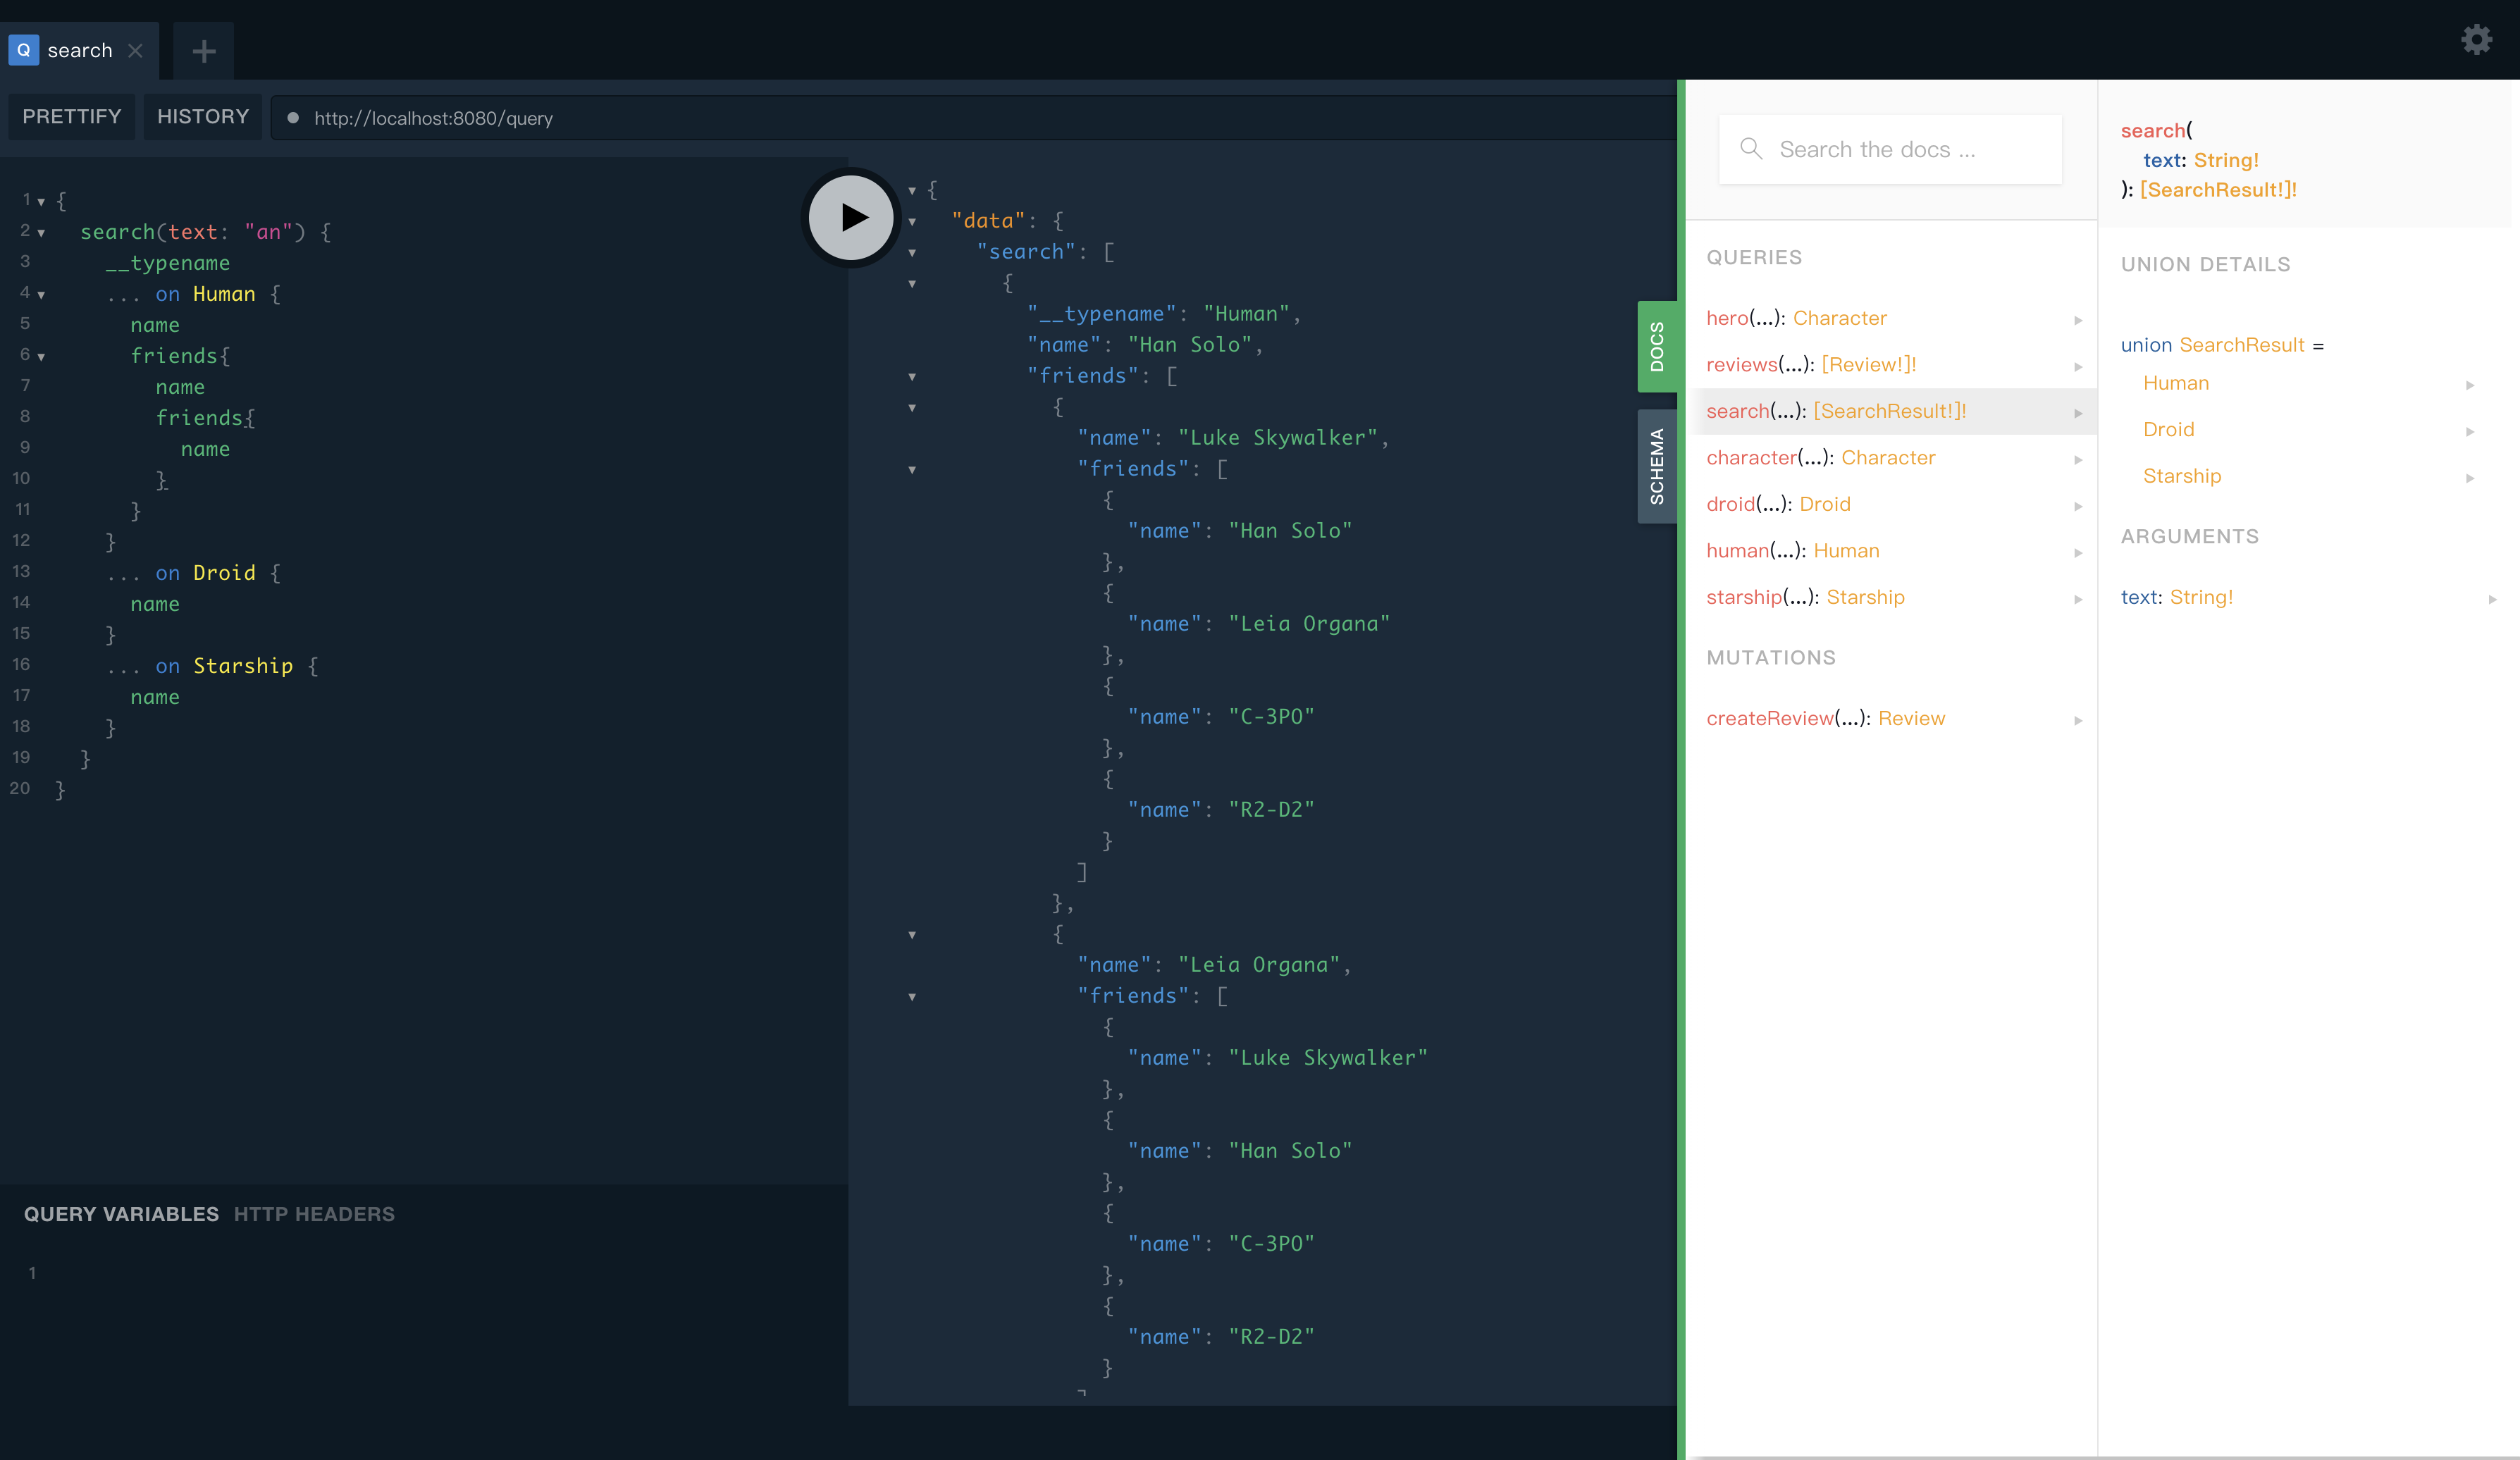 Q search
PRETTIFY HISTORY http://localhost:8080/query
1 {
2 search(text: "an") {
3 __typename
4 ... on Human {
5 name
6 friends{
7 name
8 friends{
9 name
10 }
11 }
12 }
13 ... on Droid {
14 name
15 }
16 ... on Starship {
17 name
18 }
19 }
20 }
QUERY VARIABLES HTTP HEADERS
1
{
"data": {
"search": [
{
"__typename": "Human",
"name": "Han Solo",
"friends": [
{
"name": "Luke Skywalker",
"friends": [
{
"name": "Han Solo"
},
{
"name": "Leia Organa"
},
{
"name": "C-3PO"
},
{
"name": "R2-D2"
}
]
},
{
"name": "Leia Organa",
"friends": [
{
"name": "Luke Skywalker"
},
{
"name": "Han Solo"
},
{
"name": "C-3PO"
},
{
"name": "R2-D2"
}
]
DOCS
SCHEMA
Search the docs ...
QUERIES
hero(...): Character
reviews(...): [Review!]!
search(...): [SearchResult!]!
character(...): Character
droid(...): Droid
human(...): Human
starship(...): Starship
MUTATIONS
createReview(...): Review
search(
text: String!
): [SearchResult!]!
UNION DETAILS
union SearchResult =
Human
Droid
Starship
ARGUMENTS
text: String!